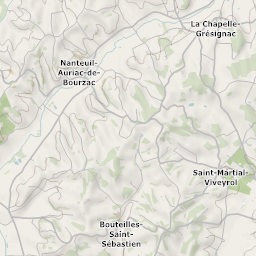 La Chapelle-
Grésignac
Nanteuil-
Auriac-de-
Bourzac
Saint-Martial-
Viveyrol
Bouteilles-
Saint-
Sébastien